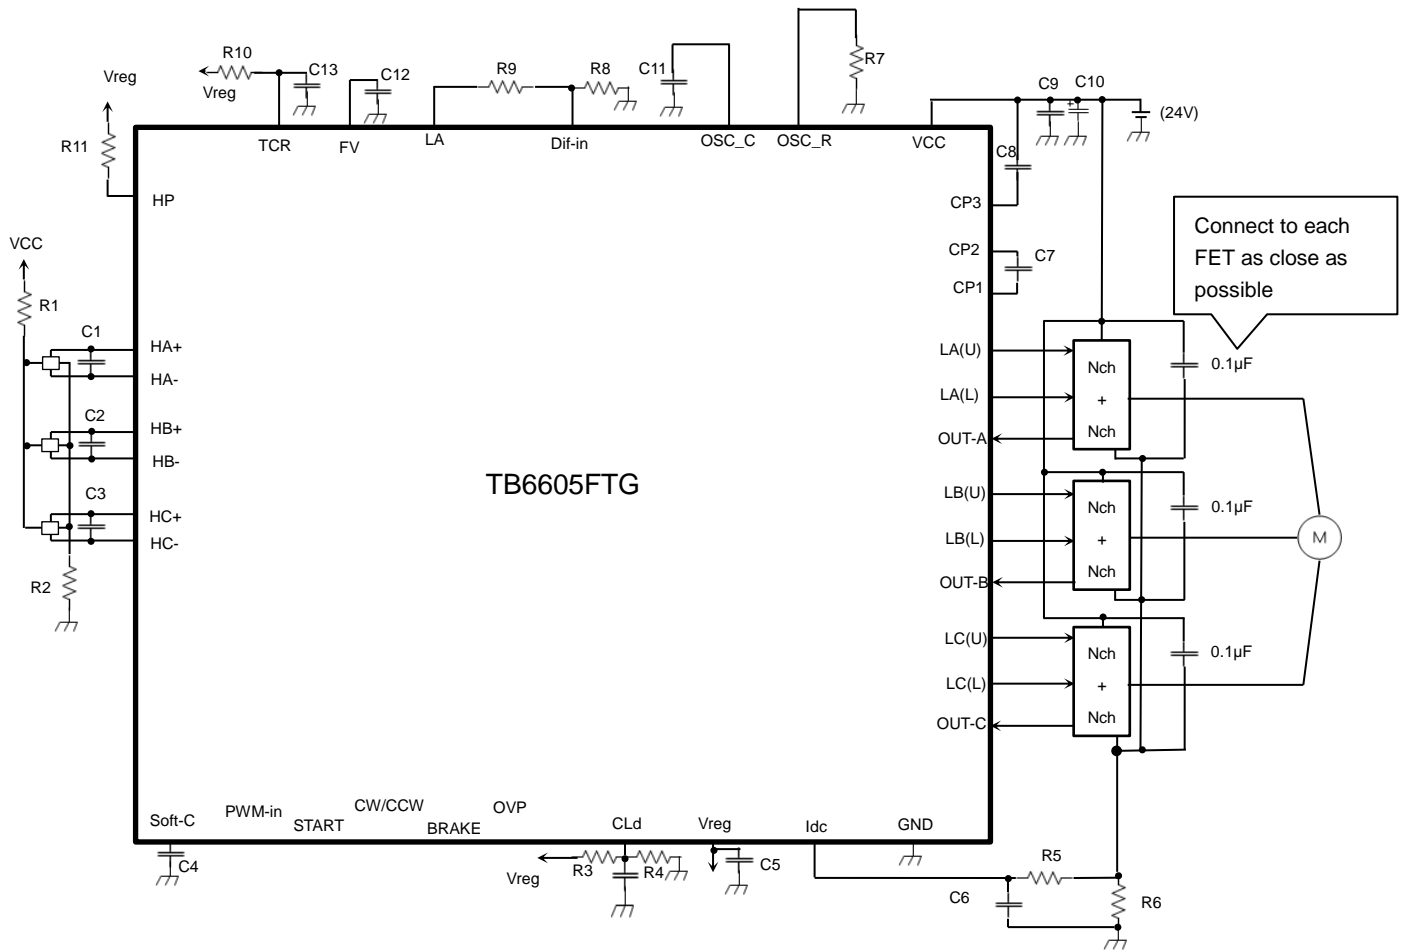 R7
R10
C13
C12
C11
R9
R8
Vreg
Vreg
C9
C10
+
(24V)
R11
TCR
FV
LA
Dif-in
OSC_C
OSC_R
VCC
C8
HP
CP3
Connect to each
FET as close as
possible
VCC
CP2
C7
CP1
R1
C1
HA+
HA-
LA(U)
Nch
0.1μF
LA(L)
+
OUT-A
Nch
C2
HB+
HB-
TB6605FTG
LB(U)
Nch
0.1μF
C3
HC+
HC-
LB(L)
+
M
OUT-B
Nch
R2
LC(U)
Nch
0.1μF
LC(L)
+
OUT-C
Nch
Soft-C
PWM-in
START
CW/CCW
BRAKE
OVP
CLd
Vreg
Idc
GND
C4
Vreg
R3
R4
C5
R5
C6
R6